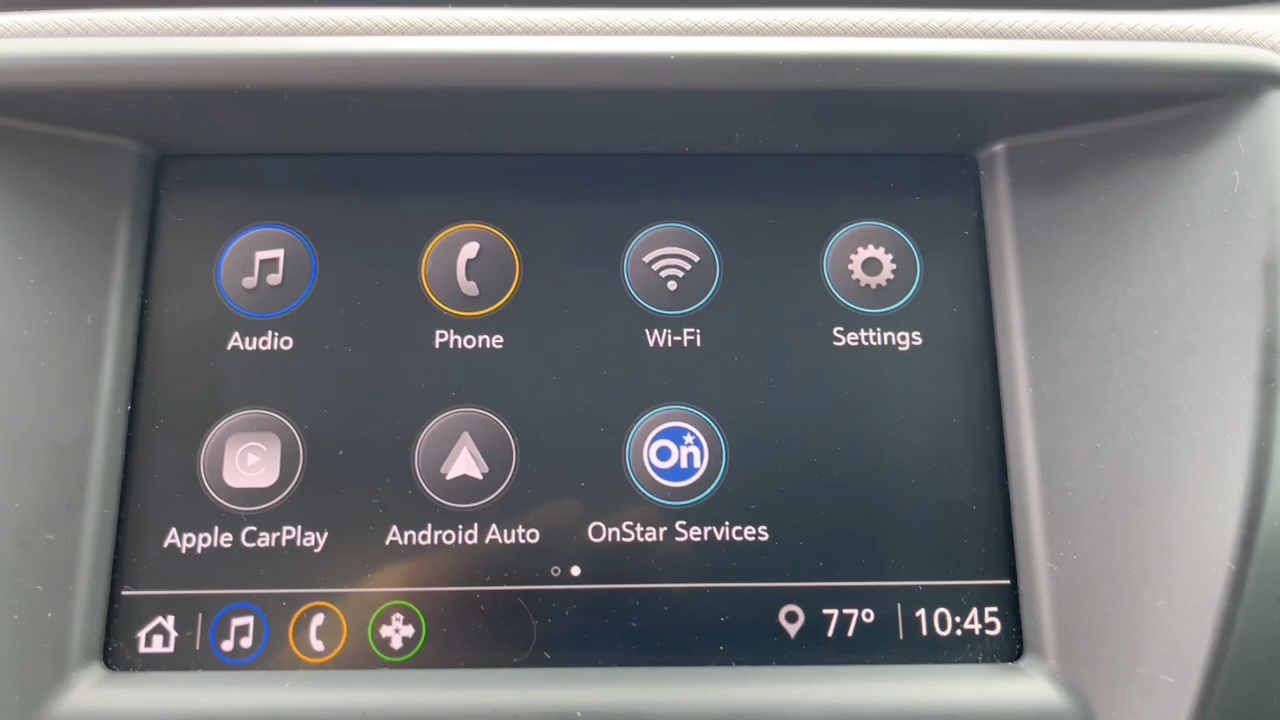 Audio
Phone
Wi-Fi
Settings
Apple CarPlay
Android Auto
On
OnStar Services
N
77°
10:45